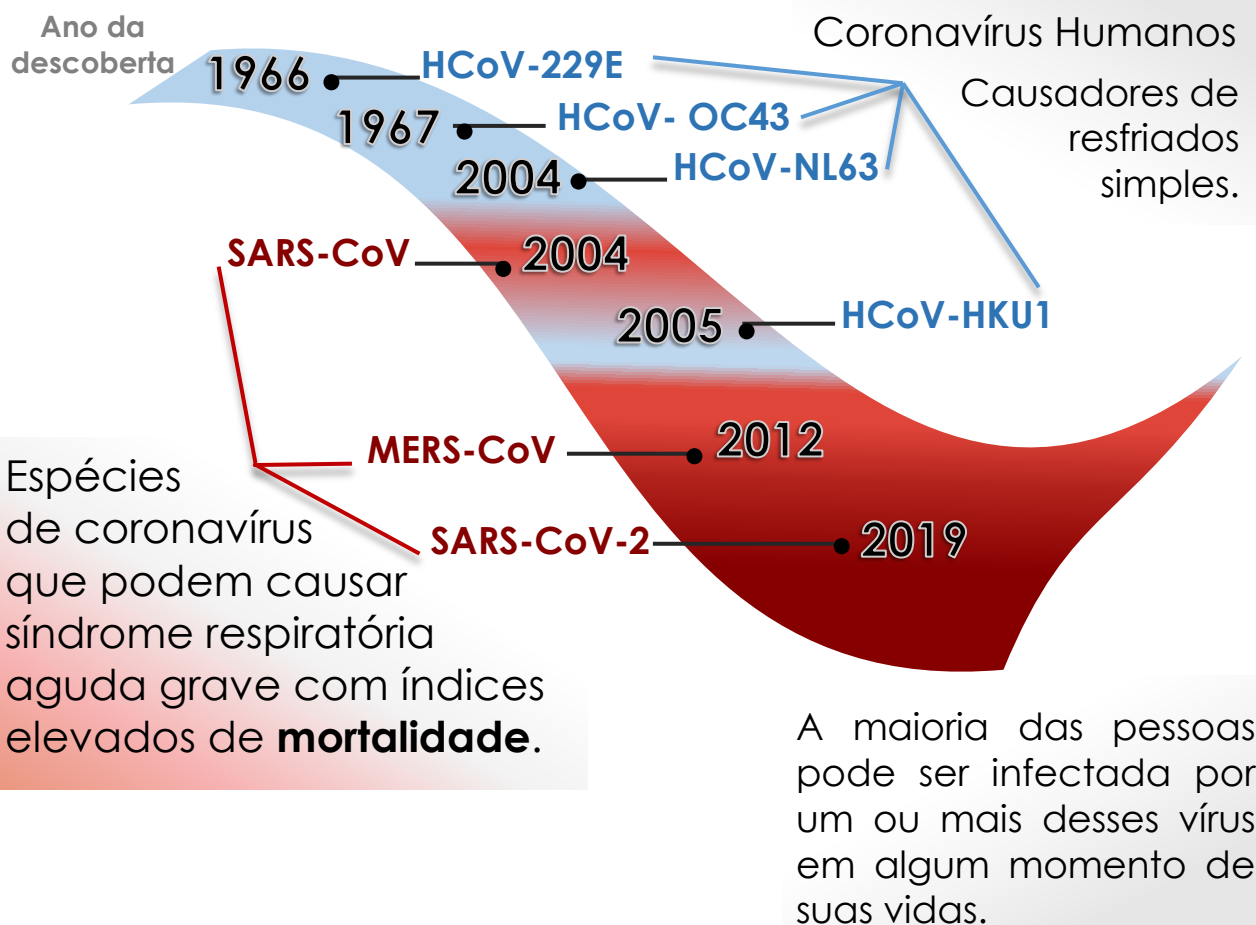 Ano da
descoberta
Coronavírus Humanos
Causadores de
resfriados
simples.
1966 HCoV-229E
1967 HCoV- OC43
2004 HCoV-NL63
SARS-CoV 2004
2005 HCoV-HKU1
MERS-CoV 2012
SARS-CoV-2 2019
Espécies
de coronavírus
que podem causar
síndrome respiratória
aguda grave com índices
elevados de mortalidade.
A maioria das pessoas
pode ser infectada por
um ou mais desses vírus
em algum momento de
suas vidas.